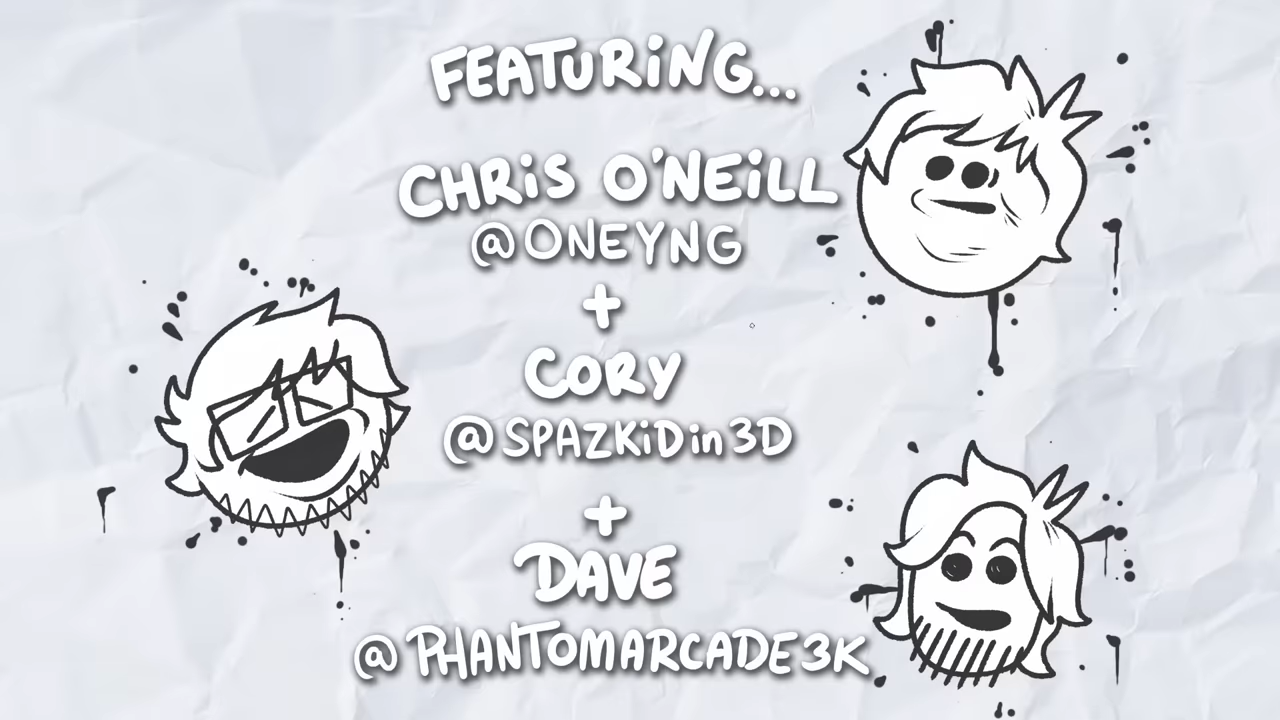 FEATURiNG...
CHRiS O'NEiLL
@ONEYNG
+
CORY
@SPAZKiDin3D
+
DAVE
@PHANTOMARCADE3K